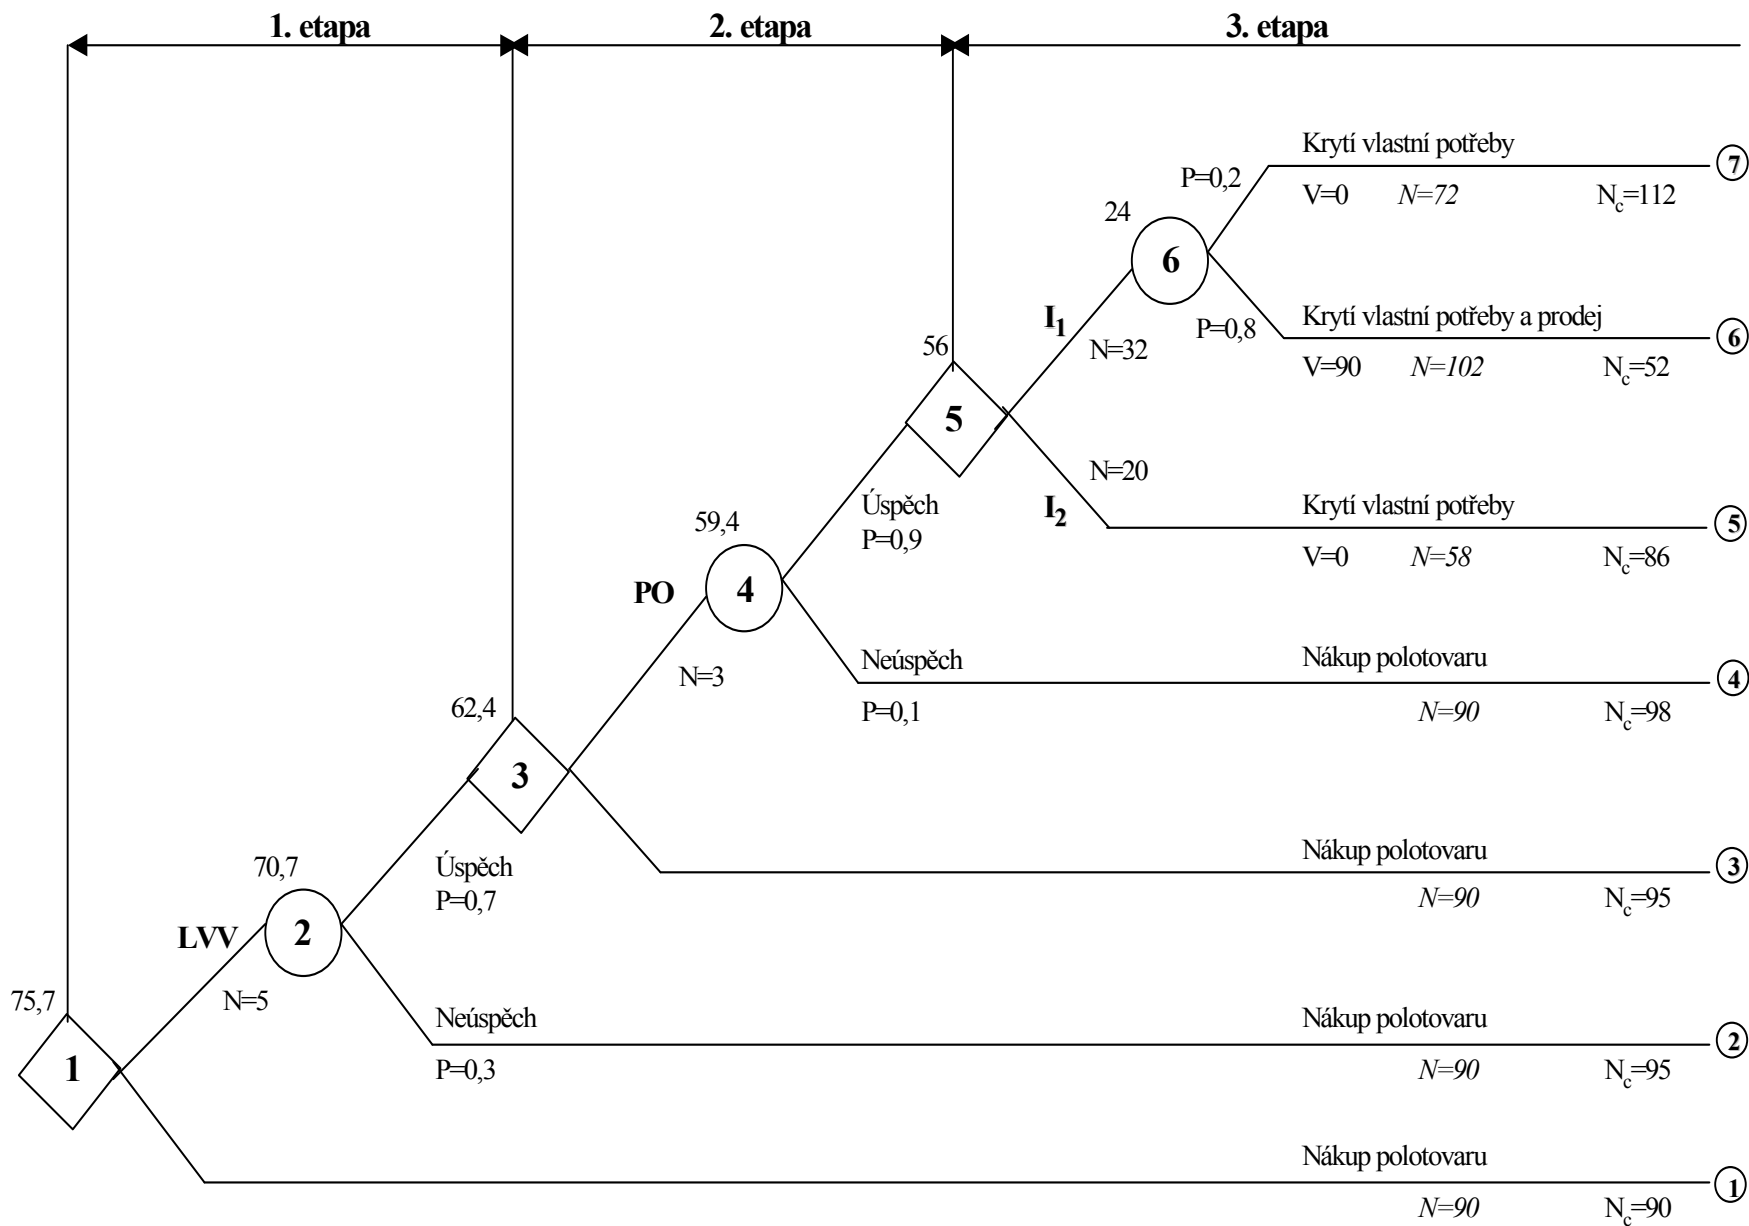 1. etapa 2. etapa 3. etapa
Krytí vlastní potřeby
7
P=0,2
V=0 N=72 Nc=112
24
6
Krytí vlastní potřeby a prodej
6
I1
P=0,8
N=32
56
V=90 N=102 Nc=52
5
N=20
Úspěch
I2
Krytí vlastní potřeby
5
59,4
P=0,9
V=0 N=58 Nc=86
PO
4
Neúspěch
Nákup polotovaru
4
N=3
62,4
P=0,1
N=90 Nc=98
3
Nákup polotovaru
3
70,7
Úspěch
P=0,7
N=90 Nc=95
LVV
2
75,7
N=5
Neúspěch
Nákup polotovaru
2
1
P=0,3
N=90 Nc=95
Nákup polotovaru
1
N=90 Nc=90